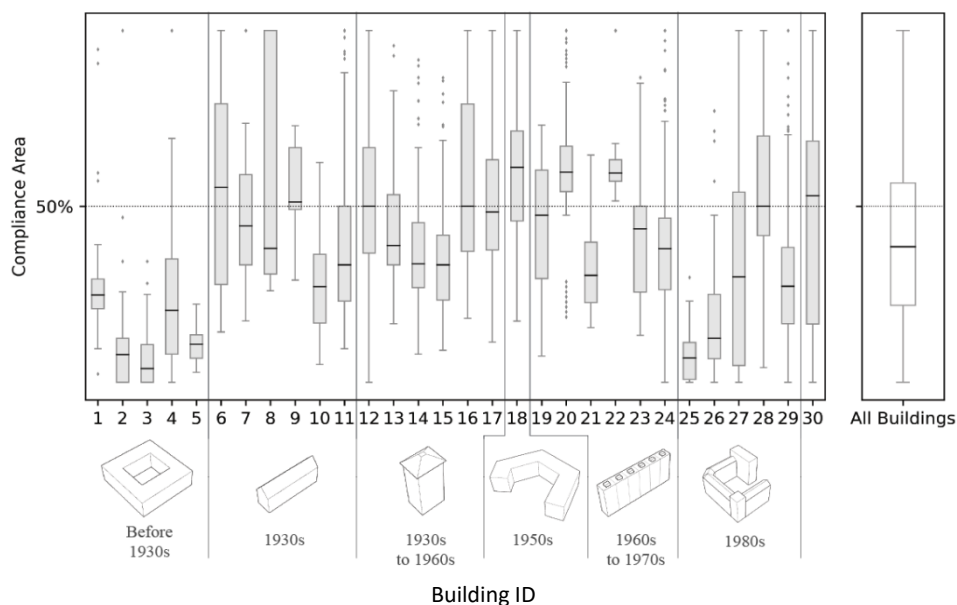 Compliance Area
50%
1 2 3 4 5 6 7 8 9 10 11 12 13 14 15 16 17 18 19 20 21 22 23 24 25 26 27 28 29 30
All Buildings
Before
1930s
1930s
1930s
to 1960s
1950s
1960s
to 1970s
1980s
Building ID